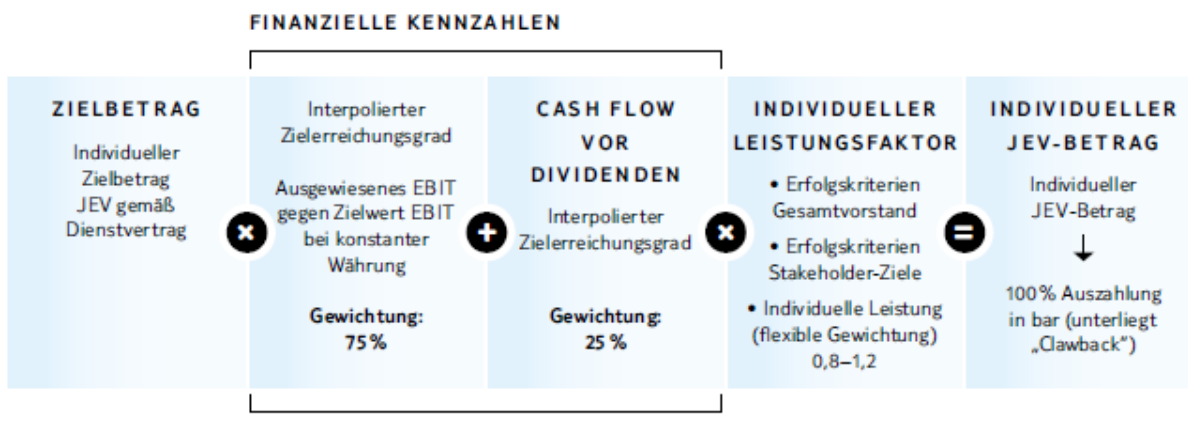 FINANZIELLE KENNZAHLEN
ZIELBETRAG
Individueller
Zielbetrag
JEV gemäß
Dienstvertrag
×
Interpolierter
Zielerreichungsgrad
Ausgewiesenes EBIT
gegen Zielwert EBIT
bei konstanter
Währung
Gewichtung:
75 %
+
CASH FLOW
VOR
DIVIDENDEN
Interpolierter
Zielerreichungsgrad
Gewichtung:
25 %
×
INDIVIDUELLER
LEISTUNGSFAKTOR
• Erfolgskriterien
Gesamtvorstand
• Erfolgskriterien
Stakeholder-Ziele
• Individuelle Leistung
(flexible Gewichtung)
0,8–1,2
=
INDIVIDUELLER
JEV-BETRAG
Individueller
JEV-Betrag
↓
100 % Auszahlung
in bar (unterliegt
„Clawback“)